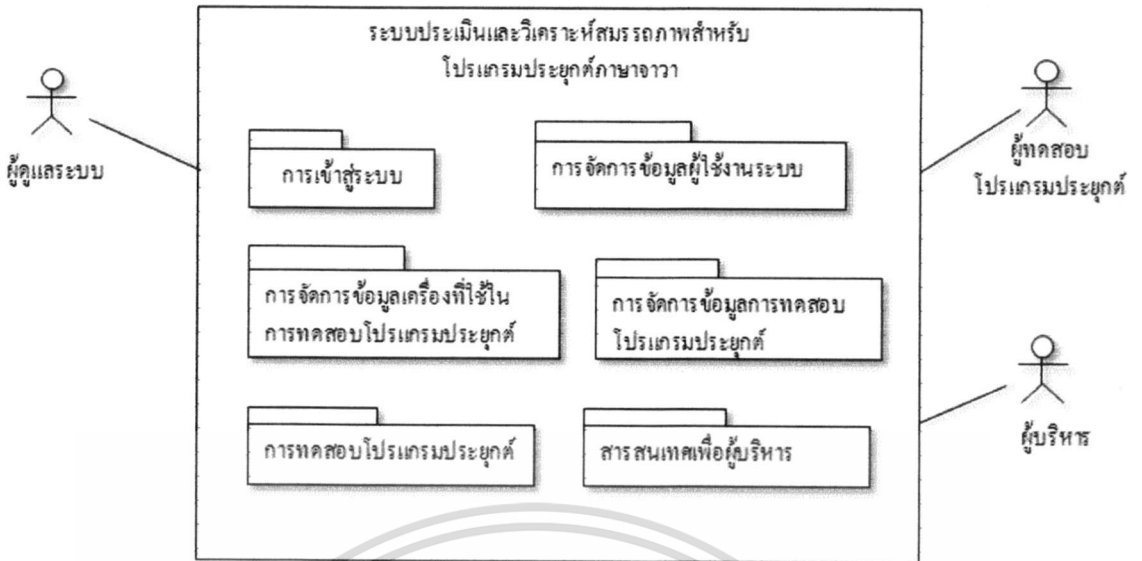 ระบบประเมินและวิเคราะห์สมรรถภาพสำหรับ
โปรแกรมประยุกต์ภาษาจาวา
ผู้ดูแลระบบ
ผู้ทดสอบ
โปรแกรมประยุกต์
การเข้าสู่ระบบ
การจัดการข้อมูลผู้ใช้งานระบบ
การจัดการข้อมูลเครื่องที่ใช้ใน
การทดสอบโปรแกรมประยุกต์
การจัดการข้อมูลการทดสอบ
โปรแกรมประยุกต์
ผู้บริหาร
การทดสอบโปรแกรมประยุกต์
สารสนเทศเพื่อผู้บริหาร